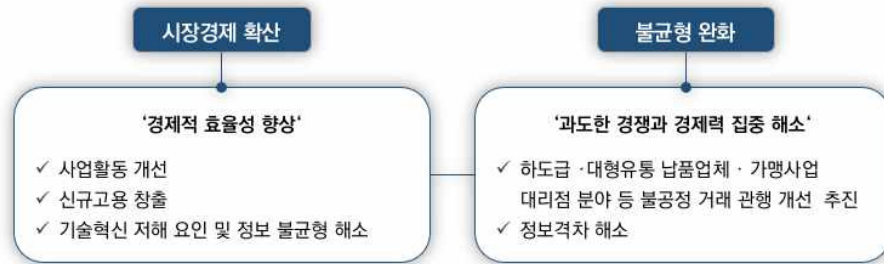 시장경제 확산
‘경제적 효율성 향상‘
✓ 사업활동 개선
✓ 신규고용 창출
✓ 기술혁신 저해 요인 및 정보 불균형 해소
불균형 완화
‘과도한 경쟁과 경제력 집중 해소‘
✓ 하도급 · 대형유통 납품업체 · 가맹사업
대리점 분야 등 불공정 거래 관행 개선 추진
✓ 정보격차 해소